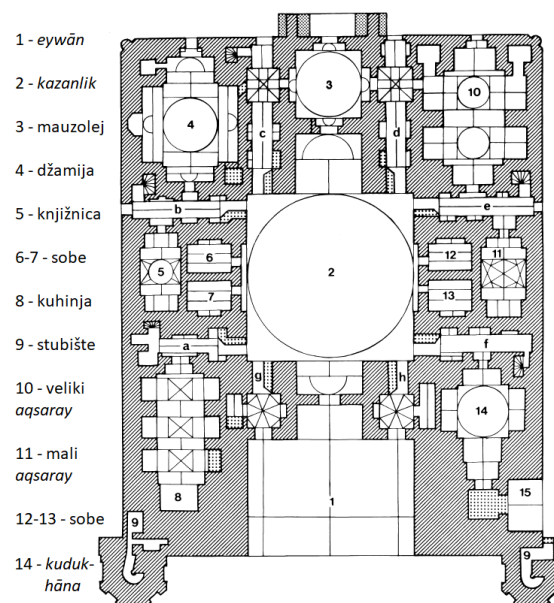 1 - eywān
2 - kazanlik
3 - mauzolej
4 - džamija
5 - knjižnica
6-7 - sobe
8 - kuhinja
9 - stubište
10 - veliki
aqsaray
11 - mali
aqsaray
12-13 - sobe
14 - kuduk-
hāna
3
10
4
c
d
b
e
5
6
12
11
2
7
13
a
f
g
h
14
8
1
15
9
9